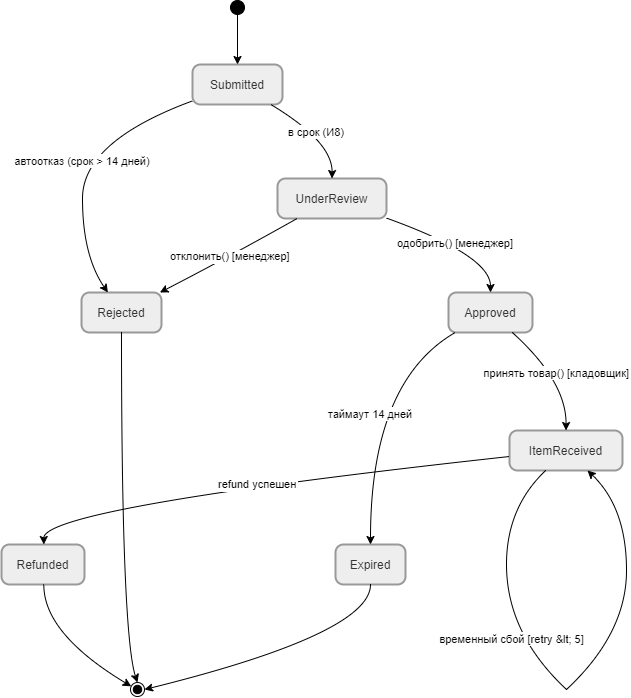 Submitted
в срок (И8)
автоотказ (срок > 14 дней)
UnderReview
одобрить() [менеджер]
отклонить() [менеджер]
Rejected
Approved
принять товар() [кладовщик]
таймаут 14 дней
ItemReceived
refund успешен
Refunded
Expired
временный сбой [retry &lt; 5]